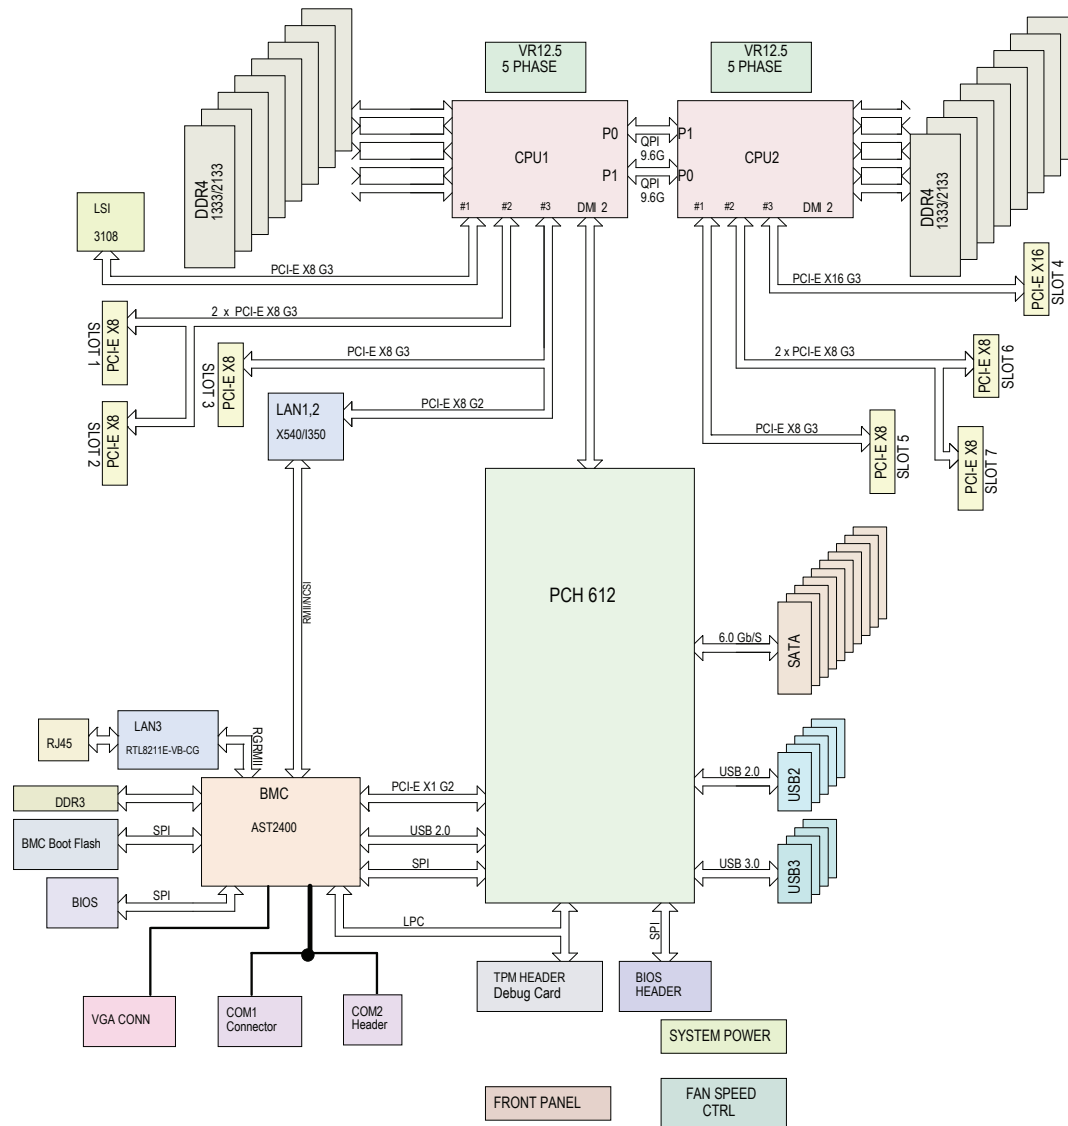 VR12.5
5 PHASE
VR12.5
5 PHASE
DDR4
1333/2133
CPU1
P0
P1
#1
#2
#3
DMI 2
QPI
9.6G
QPI
9.6G
P1
P0
CPU2
#1
#2
#3
DMI 2
DDR4
1333/2133
LSI
3108
PCI-E X8 G3
PCI-E X16 G3
PCI-E X16
SLOT 4
2 x PCI-E X8 G3
PCI-E X8
SLOT 1
PCI-E X8 G3
PCI-E X8
SLOT 3
2 x PCI-E X8 G3
PCI-E X8
SLOT 6
PCI-E X8
SLOT 2
LAN1,2
X540/I350
PCI-E X8 G2
PCI-E X8 G3
PCI-E X8
SLOT 5
PCI-E X8
SLOT 7
PCH 612
RMII/NCSI
6.0 Gb/S
SATA
RJ45
LAN3
RTL8211E-VB-CG
RGRMII
BMC
AST2400
DDR3
BMC Boot Flash
SPI
BIOS
SPI
PCI-E X1 G2
USB 2.0
SPI
USB 2.0
USB2
USB 3.0
USB3
LPC
SPI
TPM HEADER
Debug Card
BIOS
HEADER
VGA CONN
COM1
Connector
COM2
Header
SYSTEM POWER
FRONT PANEL
FAN SPEED
CTRL